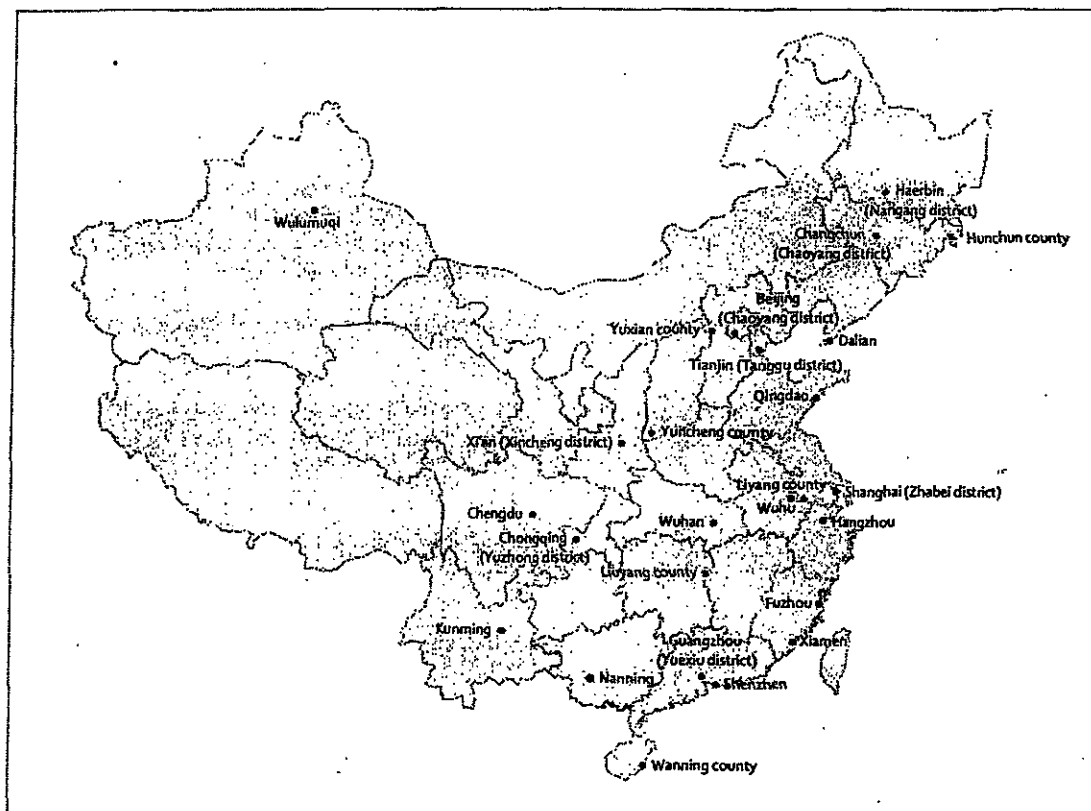 Haerbin
(Nangang district)
Wulumuqi
Changchun
(Chaoyang district)
Hunchun county
Beijing
(Chaoyang district)
Yuxian county
Dalian
Tianjin (Tanggu district)
Qingdao
Xi'an (Xincheng district)
Yuncheng county
Liyang county
Shanghai (Zhabei district)
Wuhu
Chengdu
Wuhan
Hangzhou
Chongqing
(Yuzhong district)
Liuyang county
Fuzhou
Kunming
Guangzhou
(Yuexiu district)
Xiamen
Nanning
Shenzhen
Wanning county